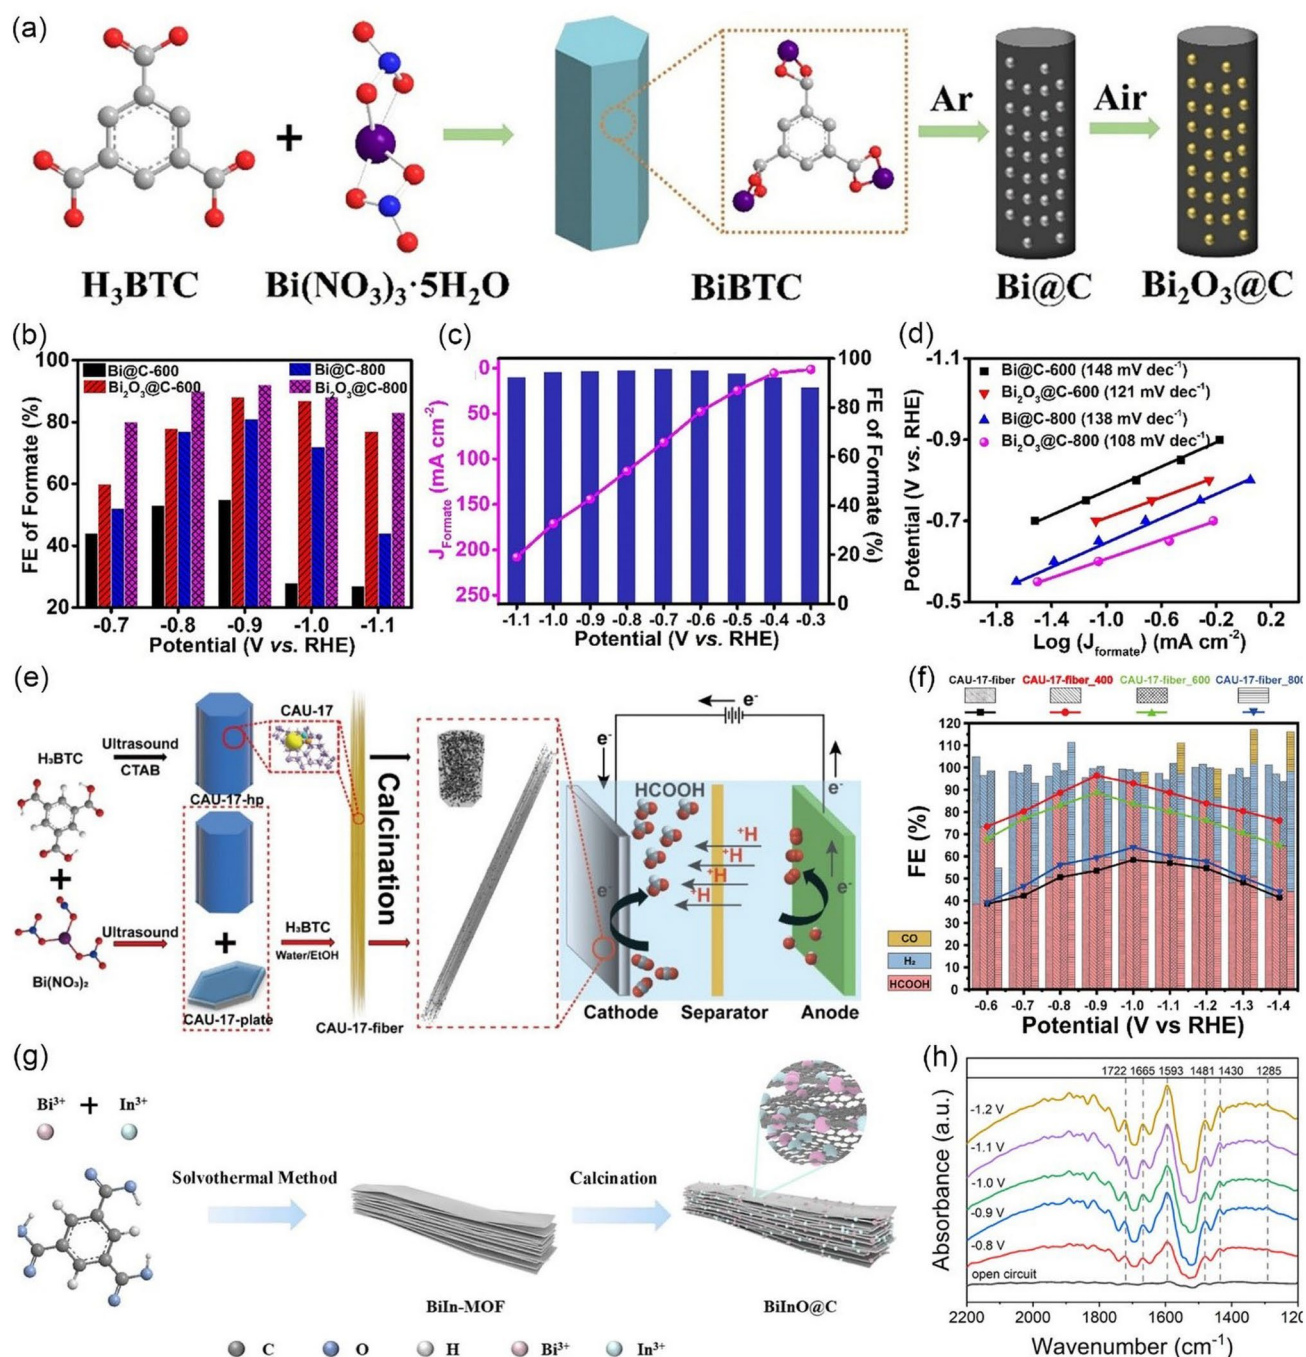 (a)
H₃BTC
+
Bi(NO₃)₃·5H₂O
BiBTC
Ar
Bi@C
Air
Bi₂O₃@C
(b)
FE of Formate (%)
100
80
60
40
20
Bi@C-600
Bi@C-800
Bi₂O₃@C-600
Bi₂O₃@C-800
-0.7
-0.8
-0.9
-1.0
-1.1
Potential (V vs. RHE)
(c)
J_Formate (mA cm⁻²)
0
50
100
150
200
250
100
80
60
40
20
0
FE of Formate (%)
-1.1 -1.0 -0.9 -0.8 -0.7 -0.6 -0.5 -0.4 -0.3
Potential (V vs. RHE)
(d)
Potential (V vs. RHE)
-1.1
-0.9
-0.7
-0.5
Bi@C-600 (148 mV dec⁻¹)
Bi₂O₃@C-600 (121 mV dec⁻¹)
Bi@C-800 (138 mV dec⁻¹)
Bi₂O₃@C-800 (108 mV dec⁻¹)
-1.8 -1.4 -1.0 -0.6 -0.2 0.2
Log (J_formate) (mA cm⁻²)
(e)
H₃BTC
+
Bi(NO₃)₂
Ultrasound
CTAB
Ultrasound
CAU-17-hp
+
CAU-17-plate
CAU-17
H₃BTC
Water/EtOH
CAU-17-fiber
Calcination
e⁻
e⁻
e⁻
HCOOH
⁺H
⁺H
⁺H
⁺H
e⁻
e⁻
Cathode
Separator
Anode
(f)
CAU-17-fiber
CAU-17-fiber_400
CAU-17-fiber_600
CAU-17-fiber_800
FE (%)
120
110
100
90
80
70
60
50
40
30
20
10
0
CO
H₂
HCOOH
-0.6 -0.7 -0.8 -0.9 -1.0 -1.1 -1.2 -1.3 -1.4
Potential (V vs RHE)
(g)
Bi³⁺ + In³⁺
Solvothermal Method
BiIn-MOF
Calcination
BiInO@C
C
O
H
Bi³⁺
In³⁺
(h)
Absorbance (a.u.)
1722 1665 1593 1481 1430 1285
-1.2 V
-1.1 V
-1.0 V
-0.9 V
-0.8 V
open circuit
2200 2000 1800 1600 1400
Wavenumber (cm⁻¹)